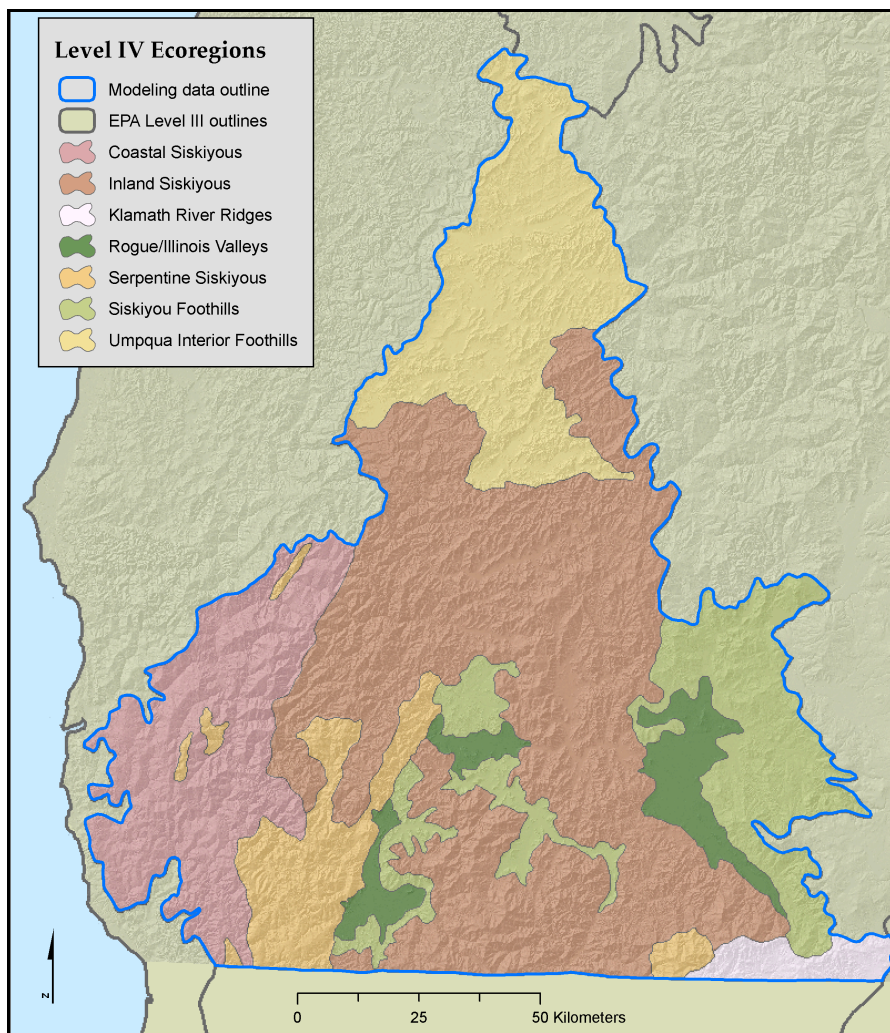 Level IV Ecoregions
Modeling data outline
EPA Level III outlines
Coastal Siskiyous
Inland Siskiyous
Klamath River Ridges
Rogue/Illinois Valleys
Serpentine Siskiyous
Siskiyou Foothills
Umpqua Interior Foothills
N
0 25 50 Kilometers